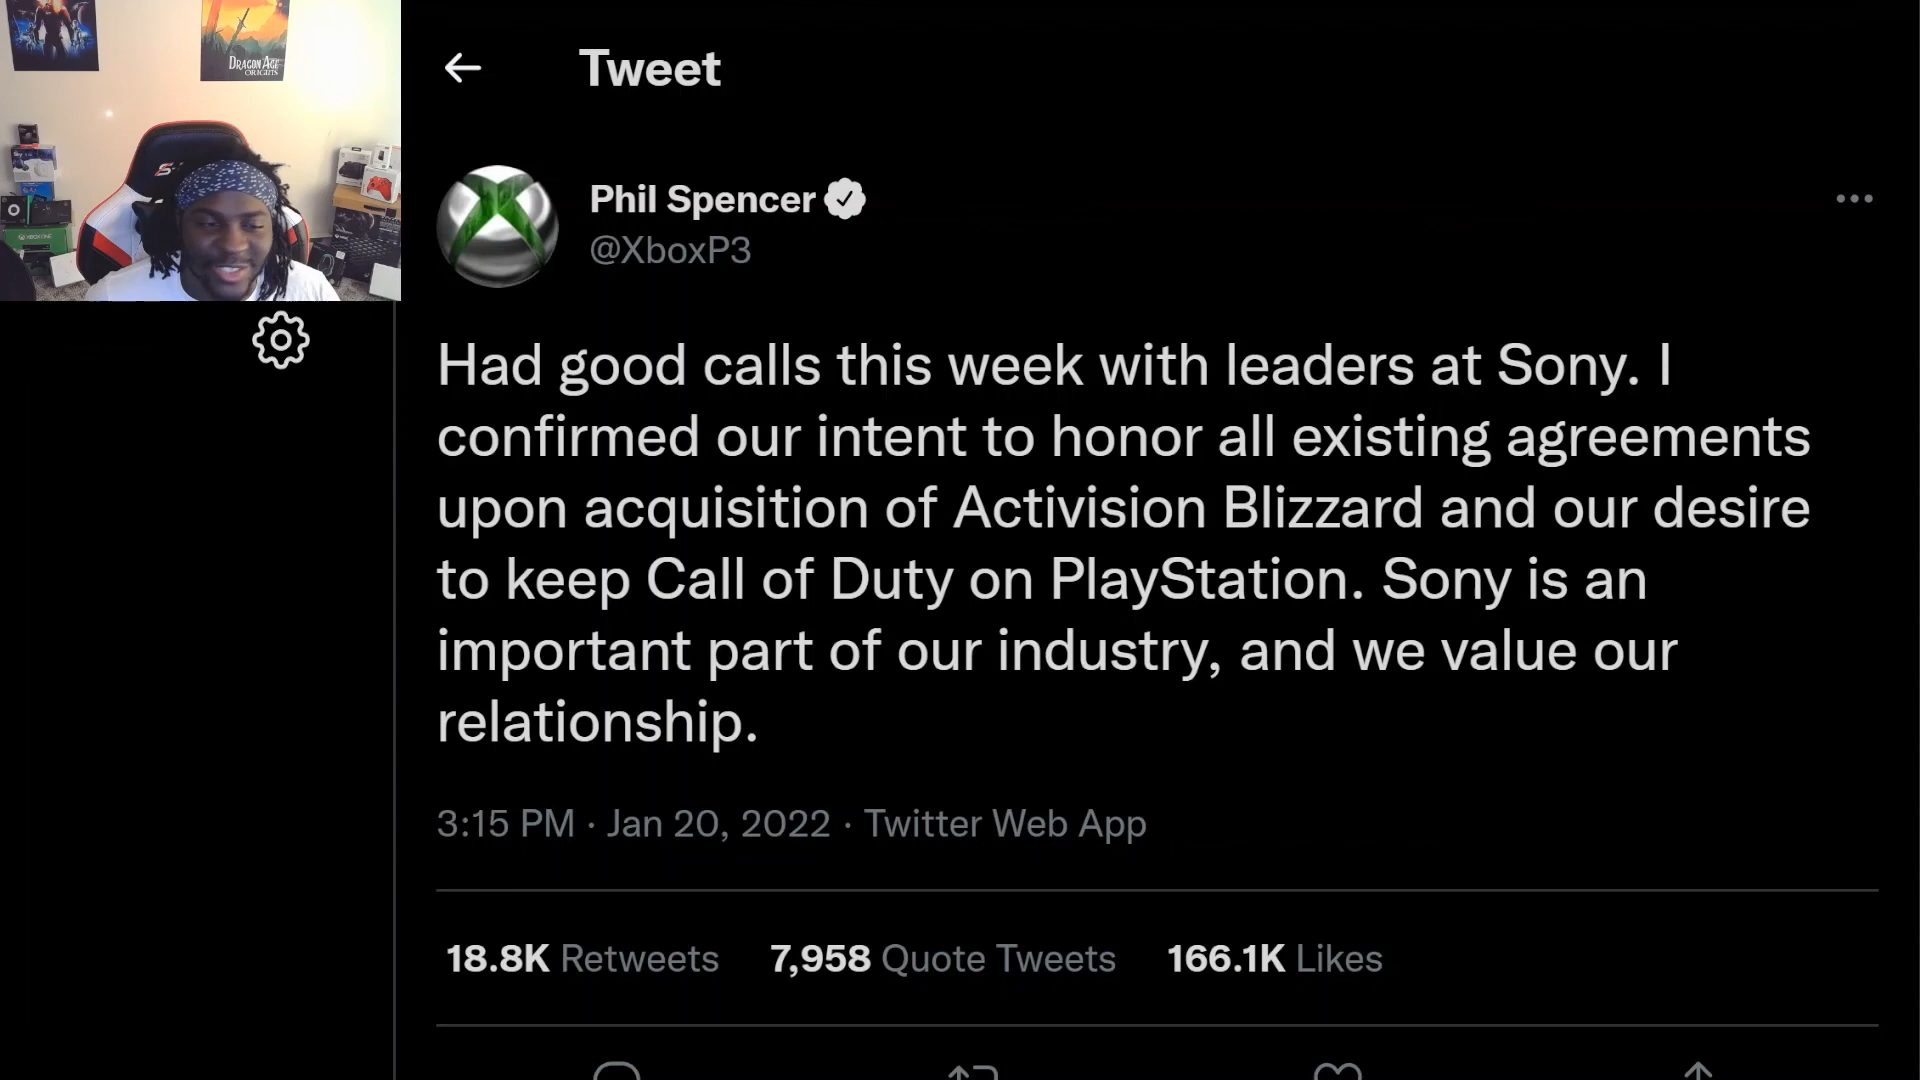 DRAGON AGE
ORIGINS
XBOX ONE
Tweet
Phil Spencer
@XboxP3
Had good calls this week with leaders at Sony. I
confirmed our intent to honor all existing agreements
upon acquisition of Activision Blizzard and our desire
to keep Call of Duty on PlayStation. Sony is an
important part of our industry, and we value our
relationship.
3:15 PM · Jan 20, 2022 · Twitter Web App
18.8K Retweets 7,958 Quote Tweets 166.1K Likes